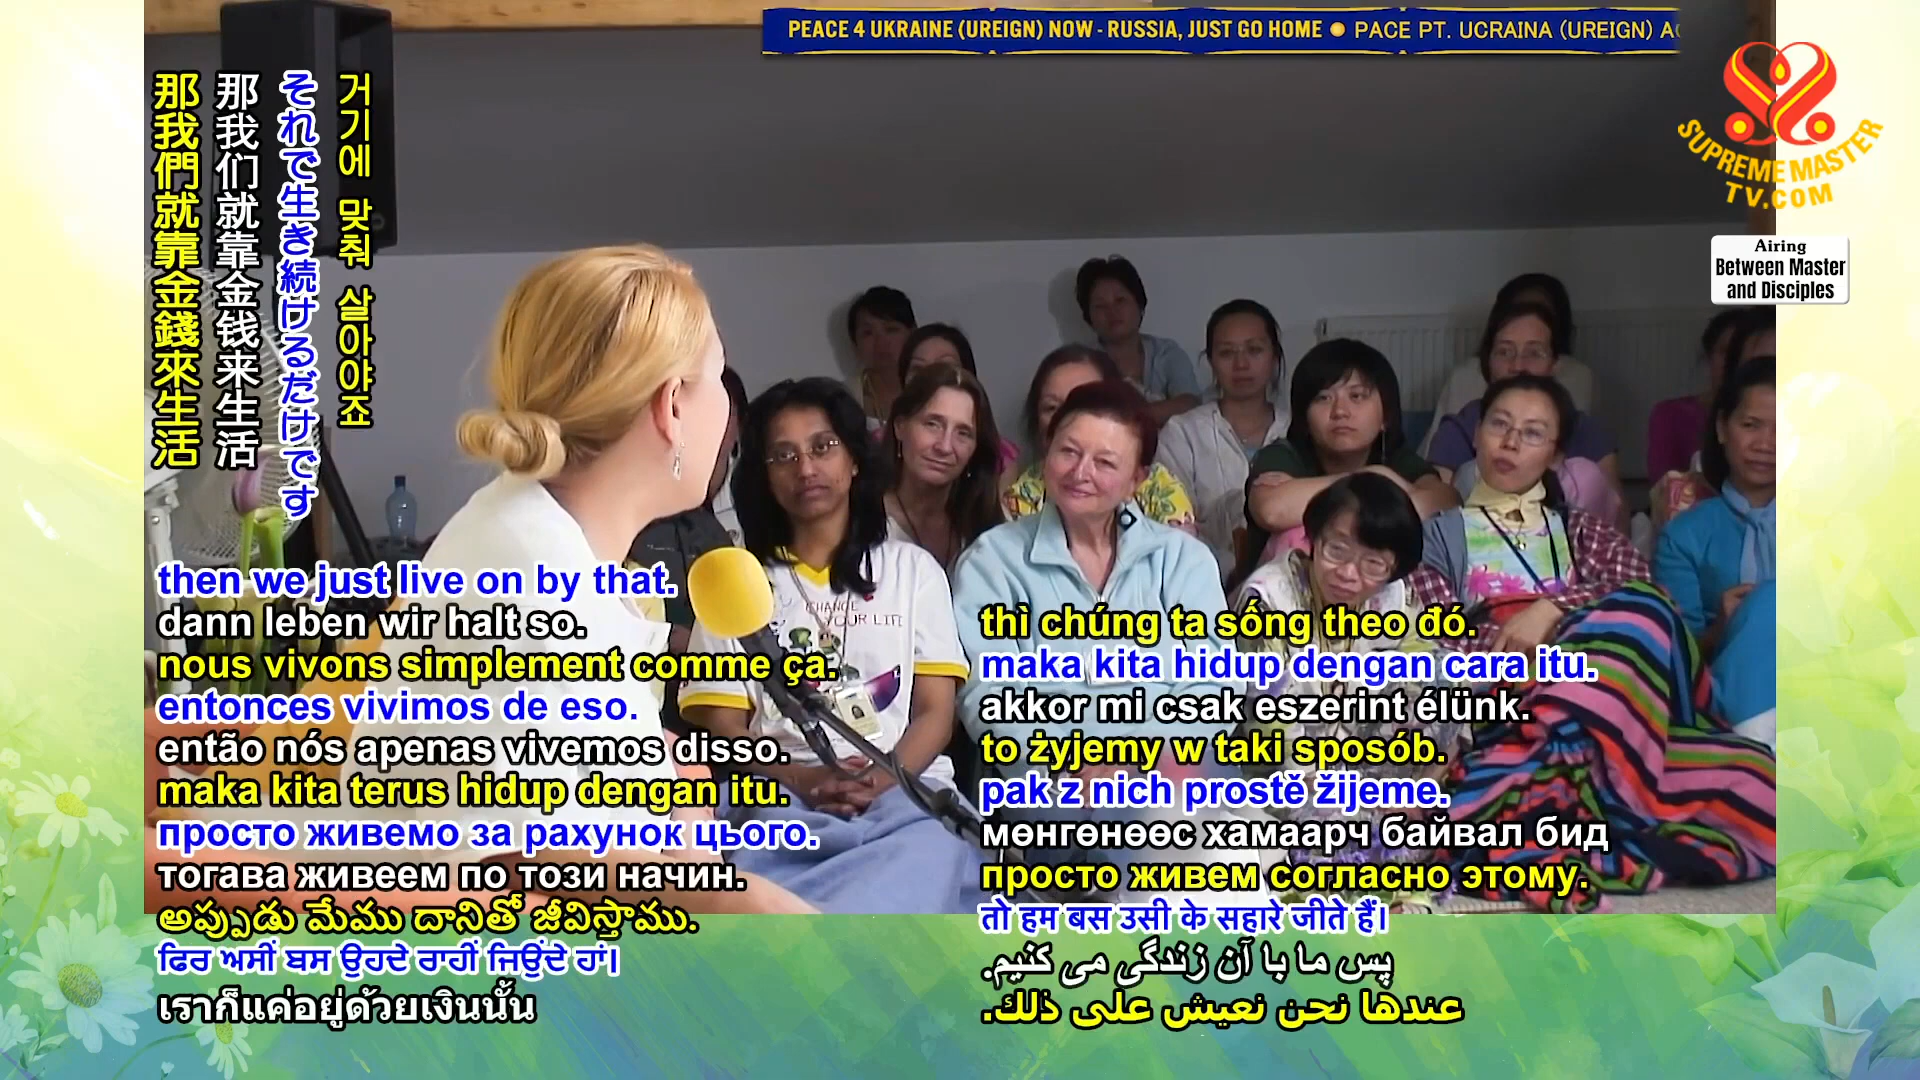 PEACE 4 UKRAINE (UREIGN) NOW - RUSSIA, JUST GO HOME PACE PT. UCRAINA (UREIGN)
SUPREME MASTER
TV.COM
Airing
Between Master
and Disciples
거기에 맞춰 살아야죠
それで生き続けるだけです
那我们就靠金钱来生活
那我們就靠金錢來生活
CHANGE
YOUR LIFE
then we just live on by that.
dann leben wir halt so.
nous vivons simplement comme ça.
entonces vivimos de eso.
então nós apenas vivemos disso.
maka kita terus hidup dengan itu.
просто живемо за рахунок цього.
тогава живеем по този начин.
అప్పుడు మేము దానితో జీవిస్తాము.
ਫਿਰ ਅਸੀਂ ਬਸ ਉਹਦੇ ਰਾਹੀਂ ਜਿਉਂਦੇ ਹਾਂ।
เราก็แค่อยู่ด้วยเงินนั้น
thì chúng ta sống theo đó.
maka kita hidup dengan cara itu.
akkor mi csak eszerint élünk.
to żyjemy w taki sposób.
pak z nich prostě žijeme.
мөнгөнөөс хамаарч байвал бид
просто живем согласно этому.
तो हम बस उसी के सहारे जीते हैं।
پس ما با آن زندگی می کنیم.
عندها نحن نعيش على ذلك.